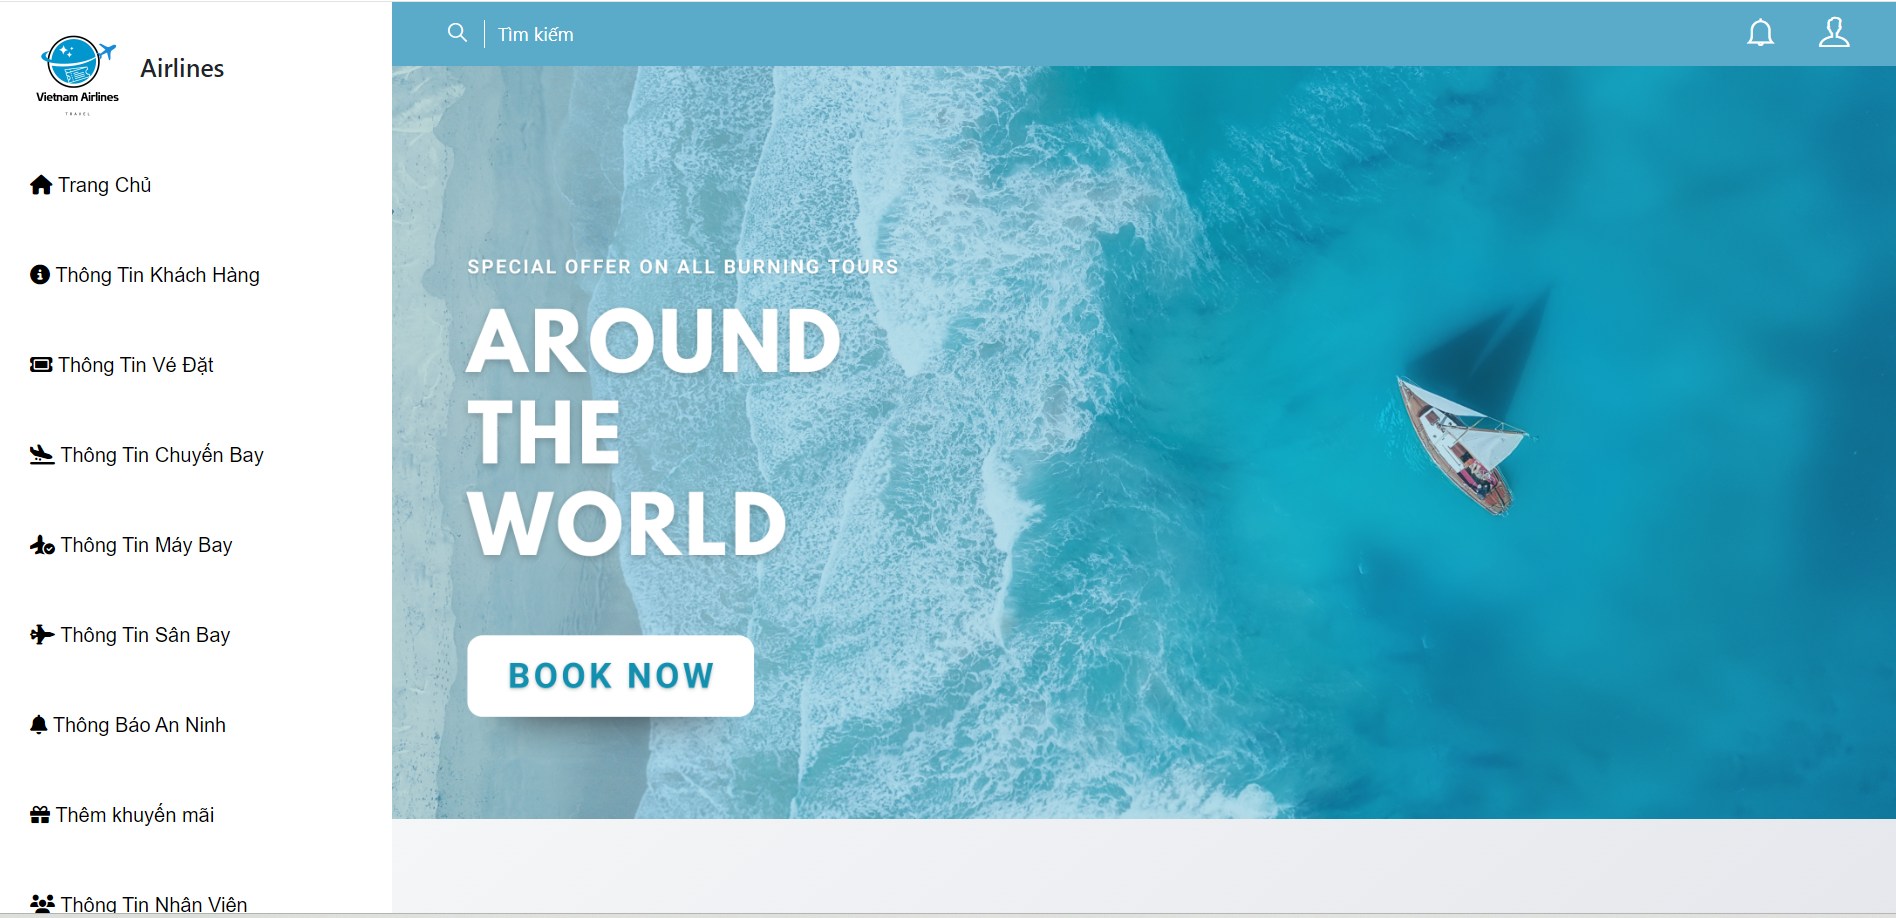 Vietnam Airlines
TRAVEL
Airlines
Trang Chủ
Thông Tin Khách Hàng
Thông Tin Vé Đặt
Thông Tin Chuyến Bay
Thông Tin Máy Bay
Thông Tin Sân Bay
Thông Báo An Ninh
Thêm khuyến mãi
Thông Tin Nhân Viên
Tìm kiếm
SPECIAL OFFER ON ALL BURNING TOURS
AROUND
THE
WORLD
BOOK NOW